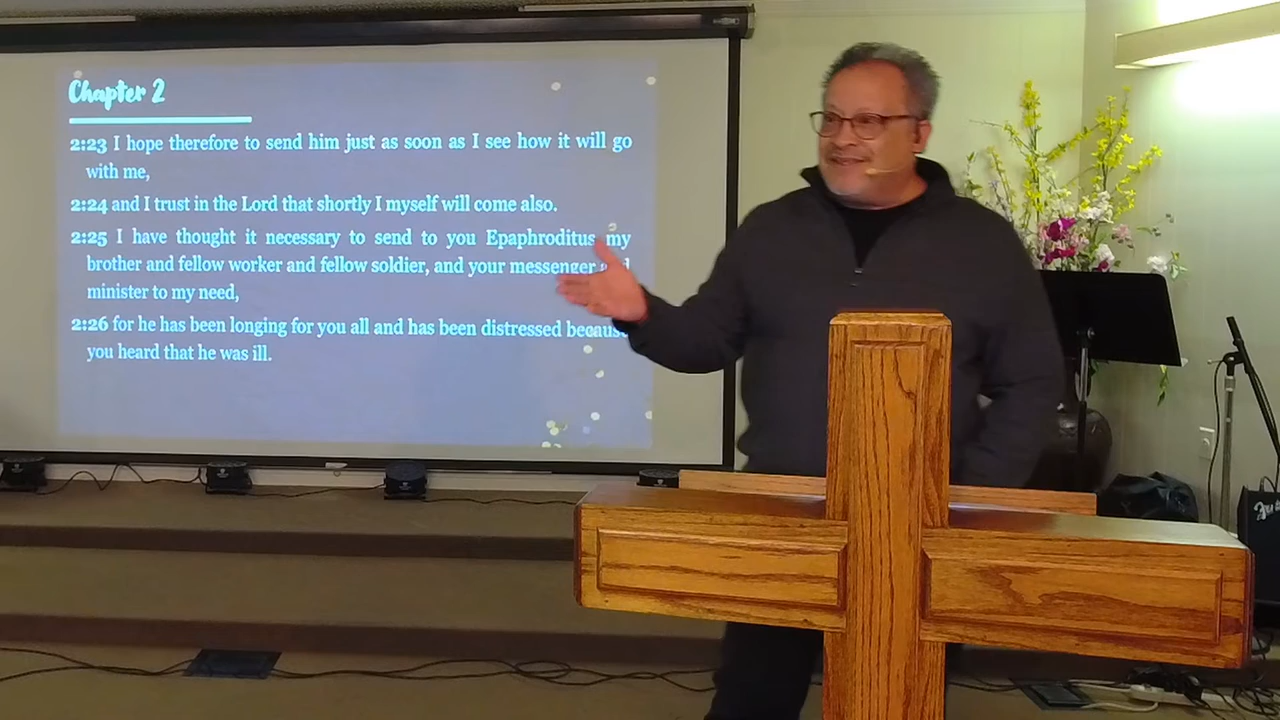 Chapter 2
2:23 I hope therefore to send him just as soon as I see how it will go
with me,
2:24 and I trust in the Lord that shortly I myself will come also.
2:25 I have thought it necessary to send to you Epaphroditus my
brother and fellow worker and fellow soldier, and your messenger
minister to my need,
2:26 for he has been longing for you all and has been distressed because
you heard that he was ill.